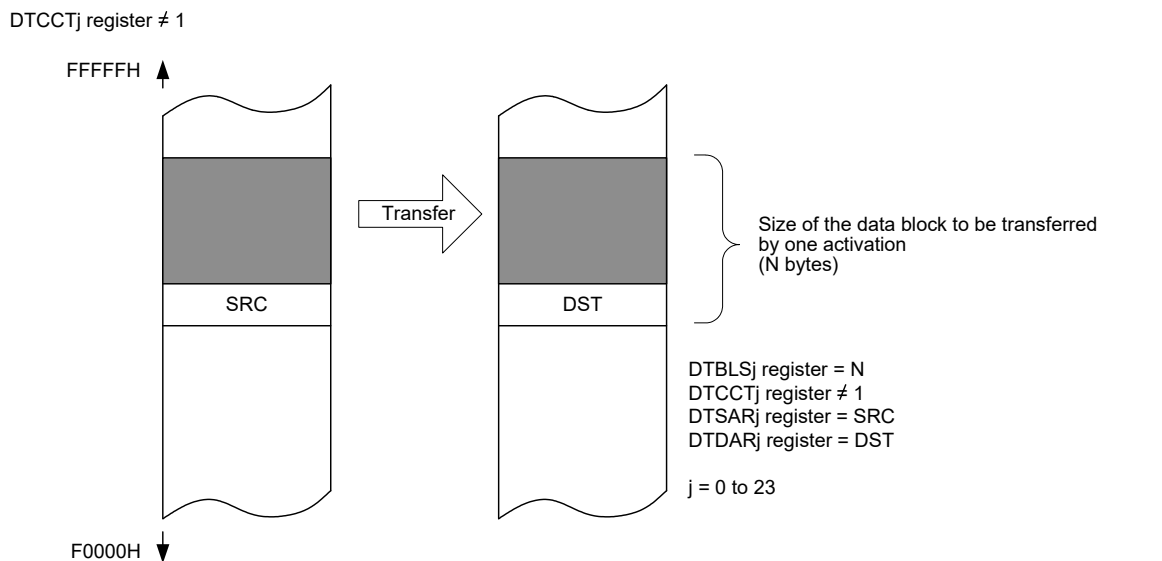 DTCCTj register ≠ 1
FFFFFH
Transfer
Size of the data block to be transferred
by one activation
(N bytes)
SRC
DST
DTBLSj register = N
DTCCTj register ≠ 1
DTSARj register = SRC
DTDARj register = DST
j = 0 to 23
F0000H